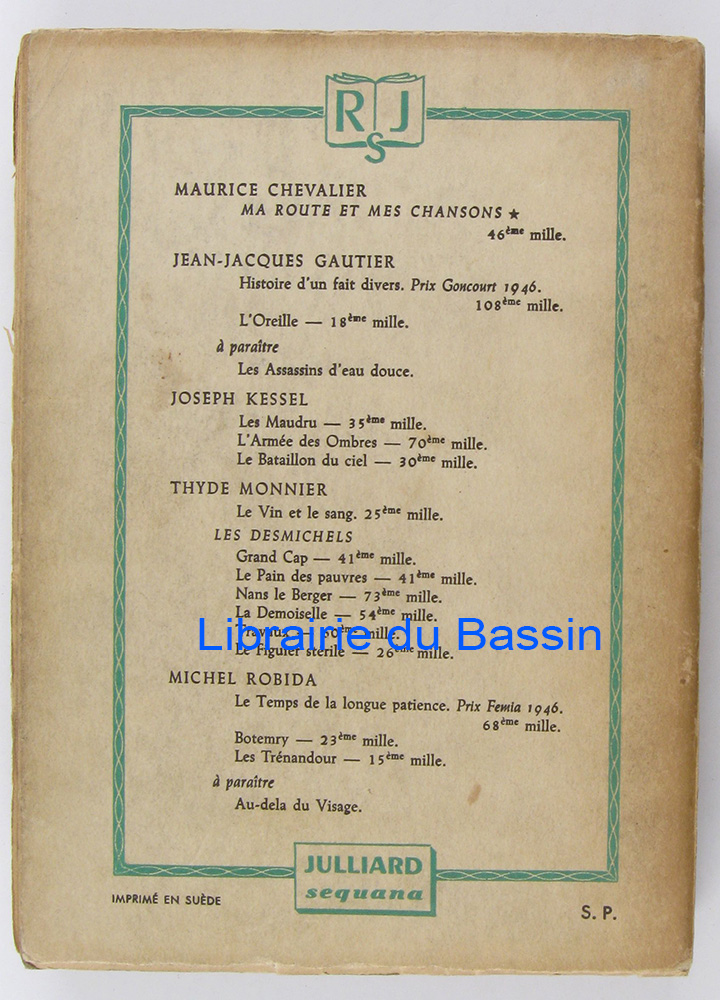 R S J
MAURICE CHEVALIER
MA ROUTE ET MES CHANSONS ★
46ème mille.
JEAN-JACQUES GAUTIER
Histoire d'un fait divers. Prix Goncourt 1946.
108ème mille.
L'Oreille — 18ème mille.
à paraître
Les Assassins d'eau douce.
JOSEPH KESSEL
Les Maudru — 35ème mille.
L'Armée des Ombres — 70ème mille.
Le Bataillon du ciel — 30ème mille.
THYDE MONNIER
Le Vin et le sang. 25ème mille.
LES DESMICHELS
Grand Cap — 41ème mille.
Le Pain des pauvres — 41ème mille.
Nans le Berger — 73ème mille.
La Demoiselle — 54ème mille.
Travaux — ème mille.
Librairie du Bassin
Le Figuier stérile — 26ème mille.
MICHEL ROBIDA
Le Temps de la longue patience. Prix Femia 1946.
68ème mille.
Botemry — 23ème mille.
Les Trénandour — 15ème mille.
à paraître
Au-dela du Visage.
JULLIARD
sequana
IMPRIMÉ EN SUÈDE
S. P.